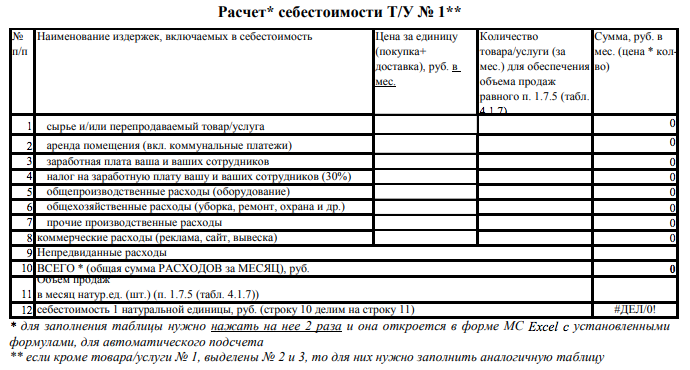 Расчет* себестоимости Т/У № 1**
№ п/п
Наименование издержек, включаемых в себестоимость
Цена за единицу
(покупка+
доставка), руб. в
мес.
Количество
товара/услуги (за
мес.) для обеспечения
объема продаж
равного п. 1.7.5 (табл.
4.1.7)
Сумма, руб. в
мес. (цена * кол-
во)
1 сырье и/или перепродаваемый товар/услуга 0
2 аренда помещения (вкл. коммунальные платежи) 0
3 заработная плата ваша и ваших сотрудников 0
4 налог на заработную плату вашу и ваших сотрудников (30%) 0
5 общепроизводственные расходы (оборудование) 0
6 общехозяйственные расходы (уборка, ремонт, охрана и др.) 0
7 прочие производственные расходы 0
8 коммерческие расходы (реклама, сайт, вывеска) 0
9 Непредвиданные расходы
10 ВСЕГО * (общая сумма РАСХОДОВ за МЕСЯЦ), руб. 0
Объем продаж
11 в месяц натур.ед. (шт.) (п. 1.7.5 (табл. 4.1.7))
12 себестоимость 1 натуральной единицы, руб. (строку 10 делим на строку 11) #ДЕЛ/0!
* для заполнения таблицы нужно нажать на нее 2 раза и она откроется в форме МС Excel с установленными
формулами, для автоматического подсчета
** если кроме товара/услуги № 1, выделены № 2 и 3, то для них нужно заполнить аналогичную таблицу